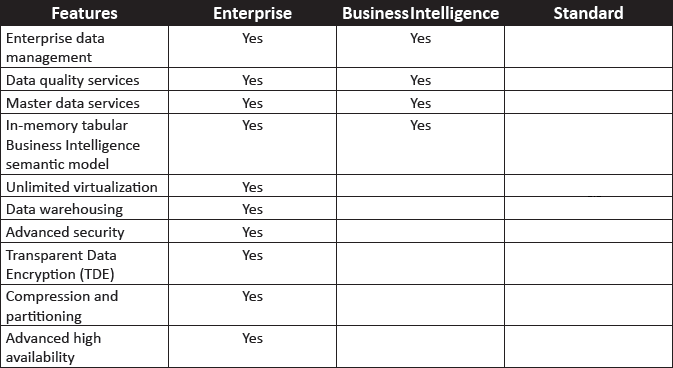 Features Enterprise BusinessIntelligence Standard
Enterprise data Yes Yes
management
Data quality services Yes Yes
Master data services Yes Yes
In-memory tabular Yes Yes
Business Intelligence
semantic model
Unlimited virtualization Yes
Data warehousing Yes
Advanced security Yes
Transparent Data Yes
Encryption (TDE)
Compression and Yes
partitioning
Advanced high Yes
availability